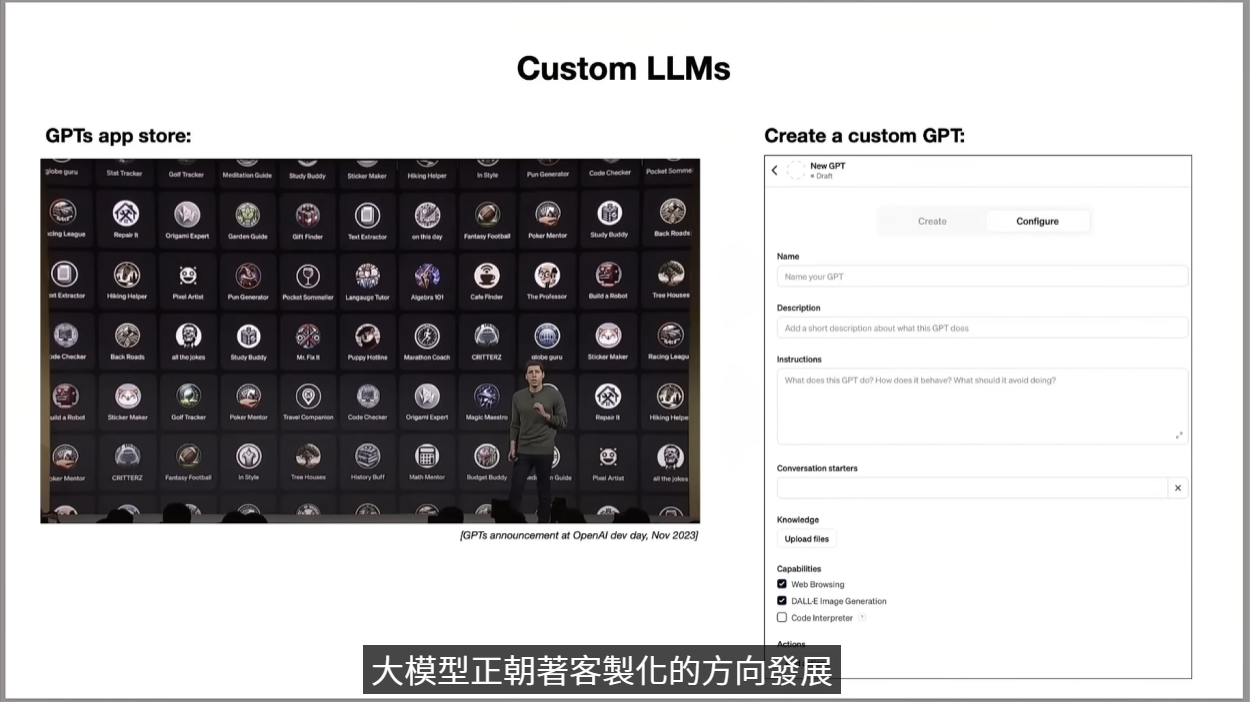 Custom LLMs
GPTs app store:
globe guru Stat Tracker Golf Tracker Meditation Guide Study Buddy Sticker Maker Hiking Helper In Style Pun Generator Code Checker Pocket Somme
cing League Repair It Origami Expert Garden Guide Gift Finder Text Extractor on this day Fantasy Football Poker Mentor Study Buddy Back Roads
ext Extractor Hiking Helper Pixel Artist Pun Generator Pocket Sommelier Langauge Tutor Algebra 101 Cafe Finder The Professor Build a Robot Tree Houses
ode Checker Back Roads all the jokes Study Buddy Mr. Fix It Puppy Hotline Marathon Coach CRITTERZ globe guru Sticker Maker Racing Leagu
uild a Robot Sticker Maker Golf Tracker Poker Mentor Travel Companion Code Checker Origami Expert Magic Maestro Repair It Hiking Helpe
oker Mentor CRITTERZ Fantasy Football In Style Tree Houses History Buff Math Mentor Budget Buddy n Guide Pixel Artist all the jokes
[GPTs announcement at OpenAI dev day, Nov 2023]
Create a custom GPT:
New GPT
Draft
Create Configure
Name
Name your GPT
Description
Add a short description about what this GPT does
Instructions
What does this GPT do? How does it behave? What should it avoid doing?
Conversation starters
Knowledge
Upload files
Capabilities
Web Browsing
DALL·E Image Generation
Code Interpreter ?
Actions
大模型正朝著客製化的方向發展